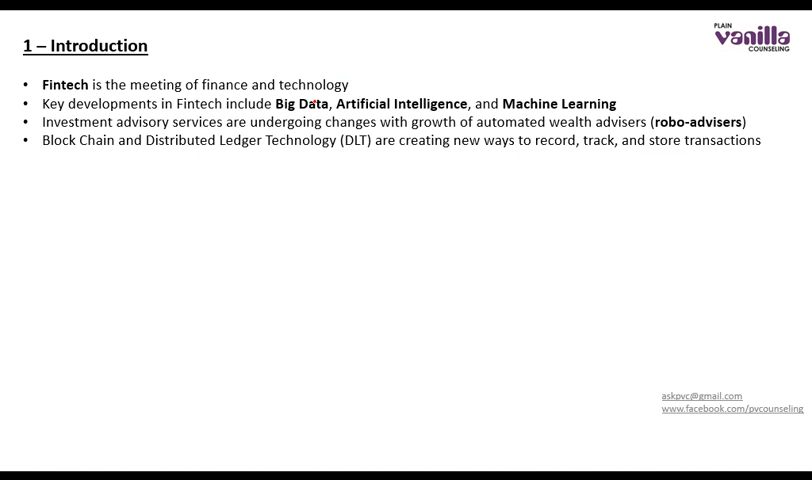 PLAIN
vanilla
COUNSELING
1 – Introduction
• Fintech is the meeting of finance and technology
• Key developments in Fintech include Big Data, Artificial Intelligence, and Machine Learning
• Investment advisory services are undergoing changes with growth of automated wealth advisers (robo-advisers)
• Block Chain and Distributed Ledger Technology (DLT) are creating new ways to record, track, and store transactions
askpvc@gmail.com
www.facebook.com/pvcounseling